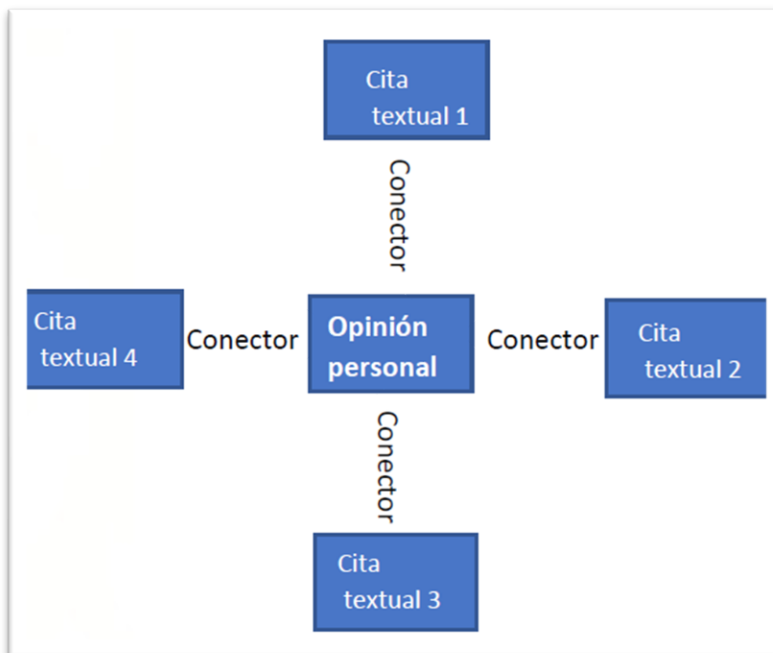 Cita
textual 1
Conector
Cita
textual 4
Conector
Opinión
personal
Conector
Cita
textual 2
Conector
Cita
textual 3